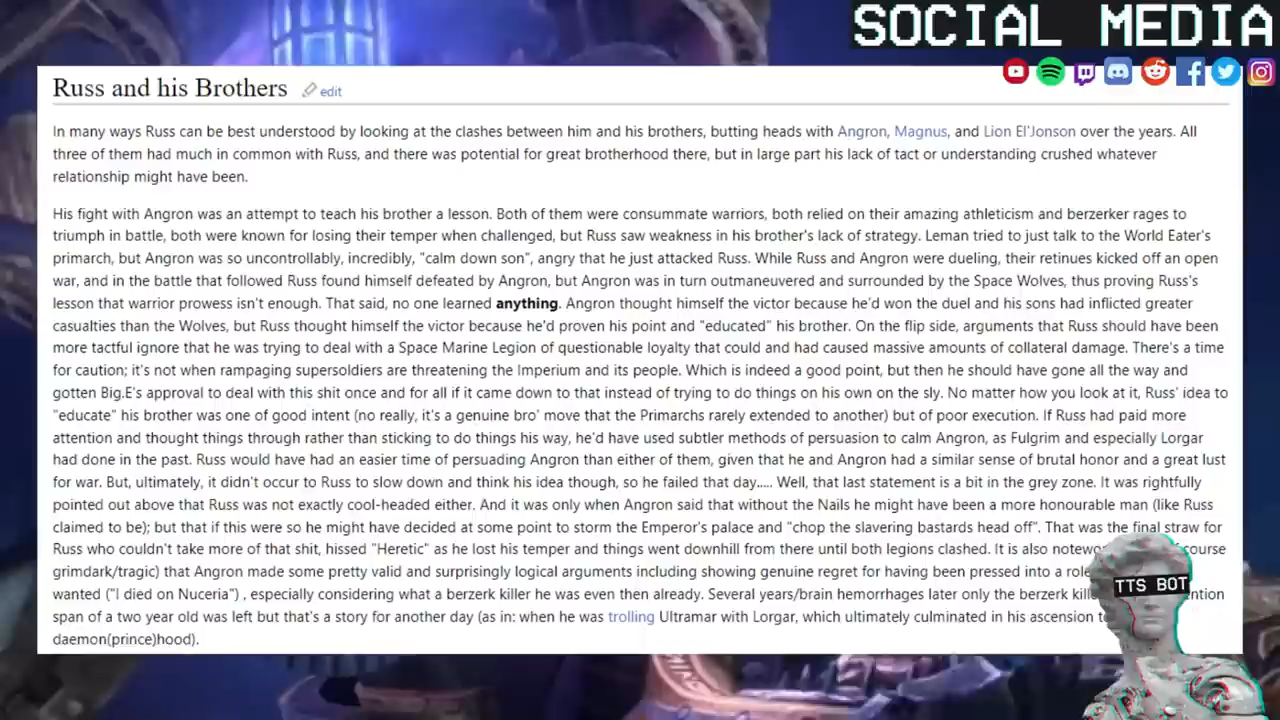 SOCIAL MEDIA
Russ and his Brothers edit
In many ways Russ can be best understood by looking at the clashes between him and his brothers, butting heads with Angron, Magnus, and Lion El'Jonson over the years. All
three of them had much in common with Russ, and there was potential for great brotherhood there, but in large part his lack of tact or understanding crushed whatever
relationship might have been.
His fight with Angron was an attempt to teach his brother a lesson. Both of them were consummate warriors, both relied on their amazing athleticism and berzerker rages to
triumph in battle, both were known for losing their temper when challenged, but Russ saw weakness in his brother's lack of strategy. Leman tried to just talk to the World Eater's
primarch, but Angron was so uncontrollably, incredibly, "calm down son", angry that he just attacked Russ. While Russ and Angron were dueling, their retinues kicked off an open
war, and in the battle that followed Russ found himself defeated by Angron, but Angron was in turn outmaneuvered and surrounded by the Space Wolves, thus proving Russ's
lesson that warrior prowess isn't enough. That said, no one learned anything. Angron thought himself the victor because he'd won the duel and his sons had inflicted greater
casualties than the Wolves, but Russ thought himself the victor because he'd proven his point and "educated" his brother. On the flip side, arguments that Russ should have been
more tactful ignore that he was trying to deal with a Space Marine Legion of questionable loyalty that could and had caused massive amounts of collateral damage. There's a time
for caution; it's not when rampaging supersoldiers are threatening the Imperium and its people. Which is indeed a good point, but then he should have gone all the way and
gotten Big.E's approval to deal with this shit once and for all if it came down to that instead of trying to do things on his own on the sly. No matter how you look at it, Russ' idea to
"educate" his brother was one of good intent (no really, it's a genuine bro' move that the Primarchs rarely extended to another) but of poor execution. If Russ had paid more
attention and thought things through rather than sticking to do things his way, he'd have used subtler methods of persuasion to calm Angron, as Fulgrim and especially Lorgar
had done in the past. Russ would have had an easier time of persuading Angron than either of them, given that he and Angron had a similar sense of brutal honor and a great lust
for war. But, ultimately, it didn't occur to Russ to slow down and think his idea though, so he failed that day..... Well, that last statement is a bit in the grey zone. It was rightfully
pointed out above that Russ was not exactly cool-headed either. And it was only when Angron said that without the Nails he might have been a more honourable man (like Russ
claimed to be); but that if this were so he might have decided at some point to storm the Emperor's palace and "chop the slavering bastards head off". That was the final straw for
Russ who couldn't take more of that shit, hissed "Heretic" as he lost his temper and things went downhill from there until both legions clashed. It is also course
grimdark/tragic) that Angron made some pretty valid and surprisingly logical arguments including showing genuine regret for having been pressed into a role
wanted ("I died on Nuceria") , especially considering what a berzerk killer he was even then already. Several years/brain hemorrhages later only the berzerk
span of a two year old was left but that's a story for another day (as in: when he was trolling Ultramar with Lorgar, which ultimately culminated in his ascension
daemon(prince)hood).
TTS BOT